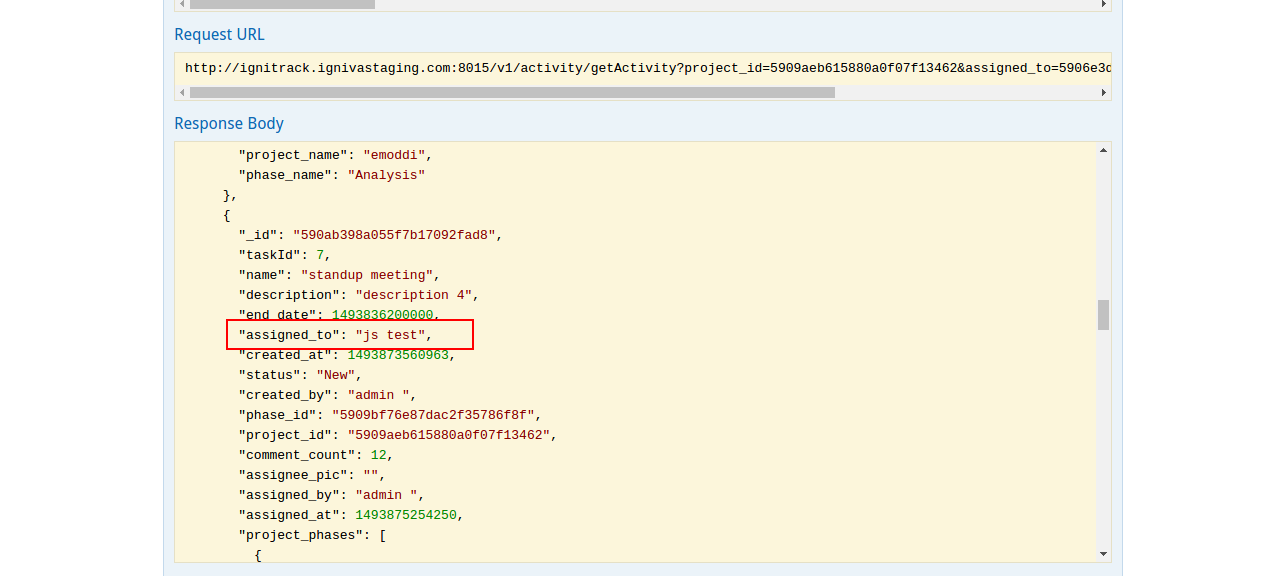 Request URL
http://ignitrack.ignivastaging.com:8015/v1/activity/getActivity?project_id=5909aeb615880a0f07f13462&assigned_to=5906e3d
Response Body
"project_name": "emoddi",
"phase_name": "Analysis"
},
{
"_id": "590ab398a055f7b17092fad8",
"taskId": 7,
"name": "standup meeting",
"description": "description 4",
"end_date": 1493836200000,
"assigned_to": "js test",
"created_at": 1493873560963,
"status": "New",
"created_by": "admin ",
"phase_id": "5909bf76e87dac2f35786f8f",
"project_id": "5909aeb615880a0f07f13462",
"comment_count": 12,
"assignee_pic": "",
"assigned_by": "admin ",
"assigned_at": 1493875254250,
"project_phases": [
{